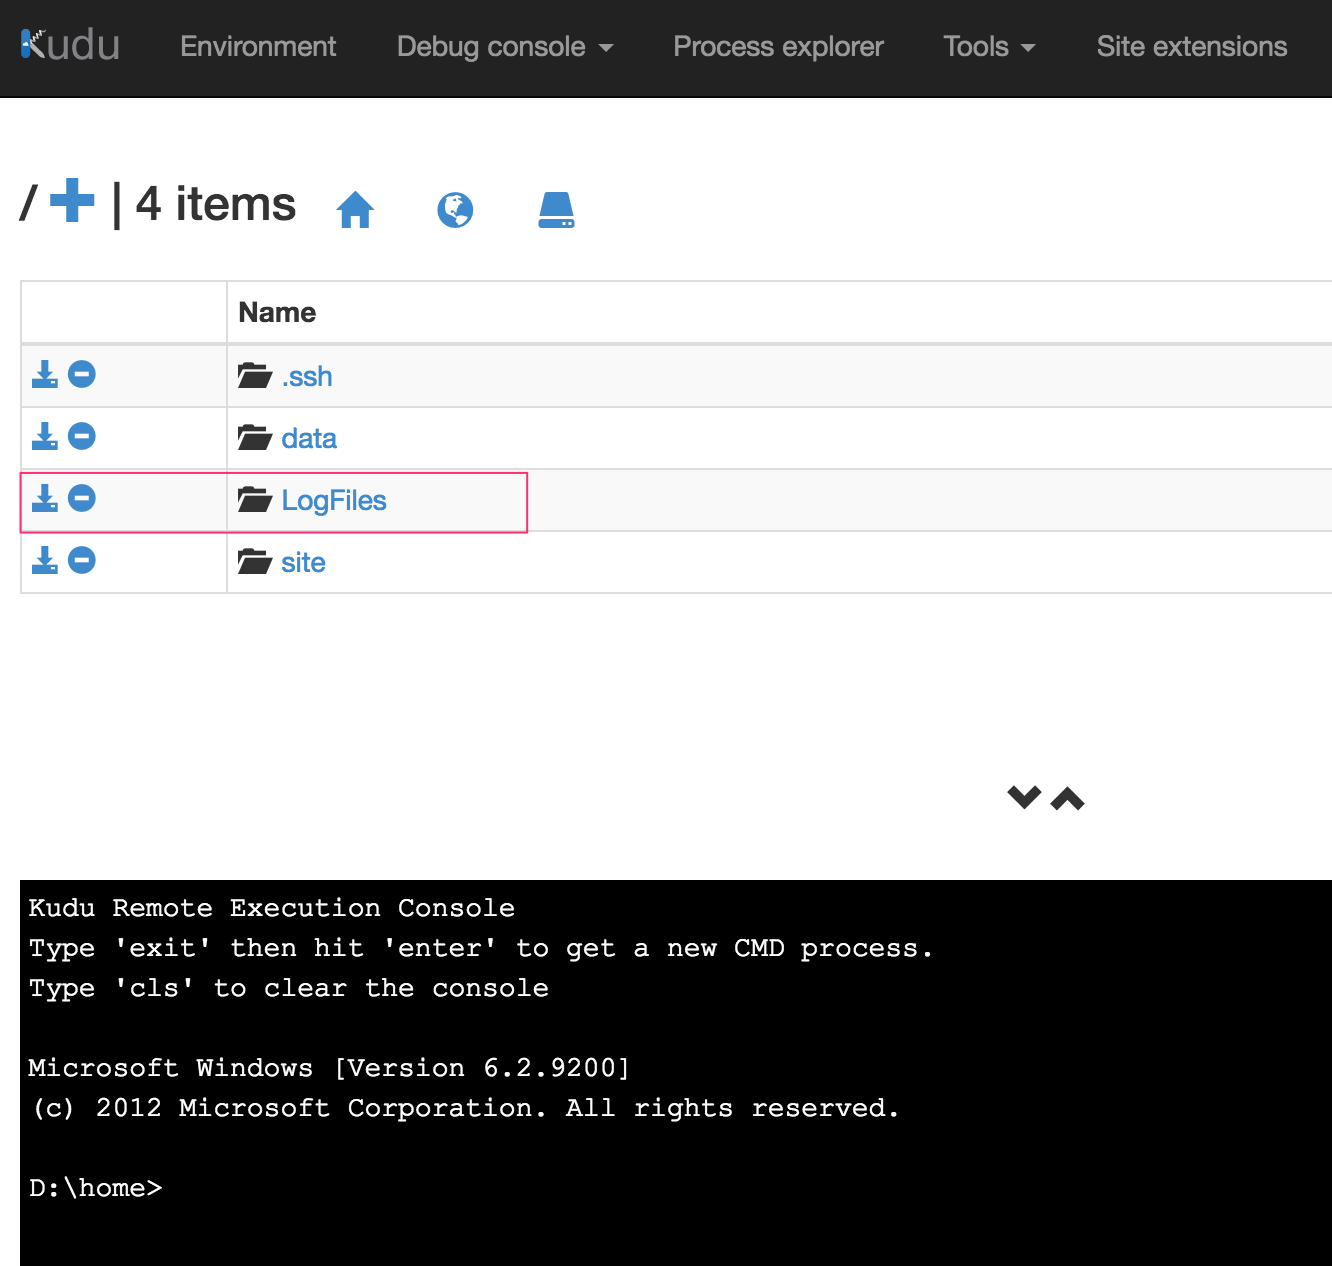 Kudu Environment Debug console Process explorer Tools Site extensions
/ | 4 items
Name
.ssh
data
LogFiles
site
Kudu Remote Execution Console
Type 'exit' then hit 'enter' to get a new CMD process.
Type 'cls' to clear the console
Microsoft Windows [Version 6.2.9200]
(c) 2012 Microsoft Corporation. All rights reserved.
D:\home>